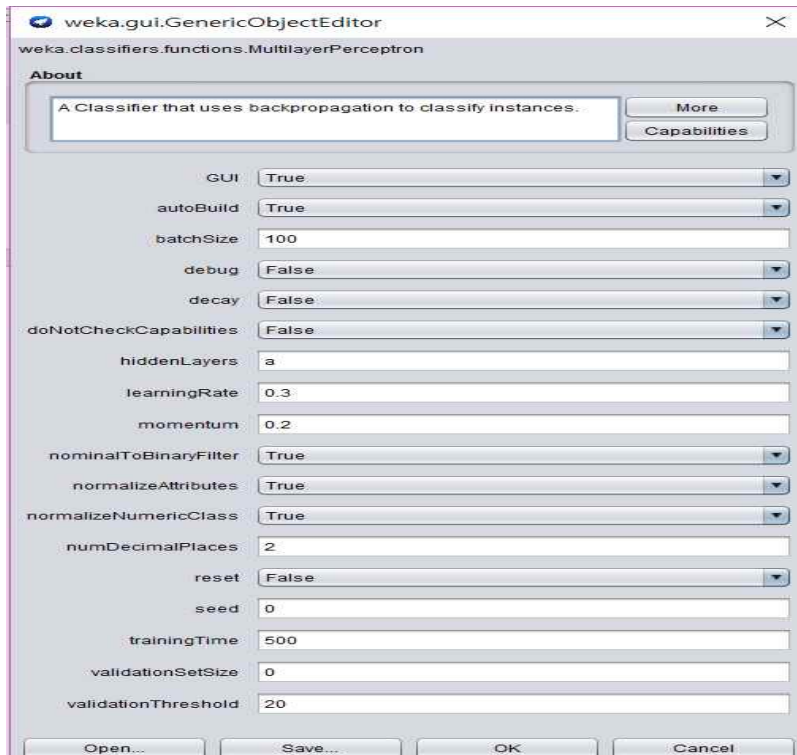 weka.gui.GenericObjectEditor
weka.classifiers.functions.MultilayerPerceptron
About
A Classifier that uses backpropagation to classify instances.
More
Capabilities
GUI True
autoBuild True
batchSize 100
debug False
decay False
doNotCheckCapabilities False
hiddenLayers a
learningRate 0.3
momentum 0.2
nominalToBinaryFilter True
normalizeAttributes True
normalizeNumericClass True
numDecimalPlaces 2
reset False
seed 0
trainingTime 500
validationSetSize 0
validationThreshold 20
Open... Save... OK Cancel